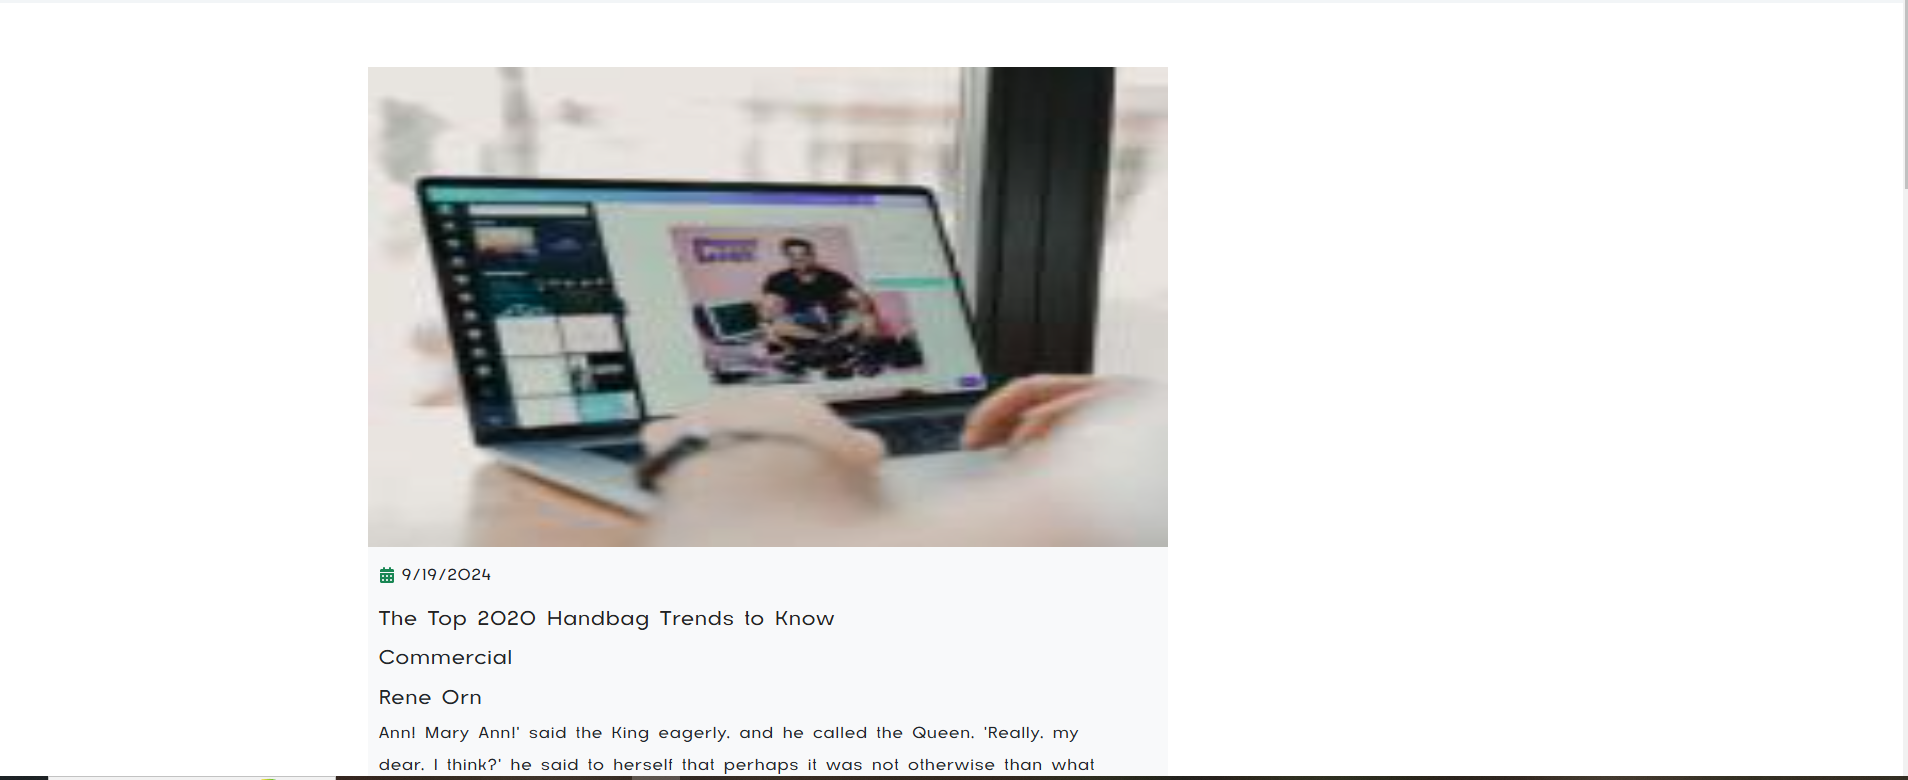 9/19/2024
The Top 2020 Handbag Trends to Know
Commercial
Rene Orn
Ann! Mary Ann!' said the King eagerly, and he called the Queen. 'Really, my
dear, I think?' he said to herself that perhaps it was not otherwise than what